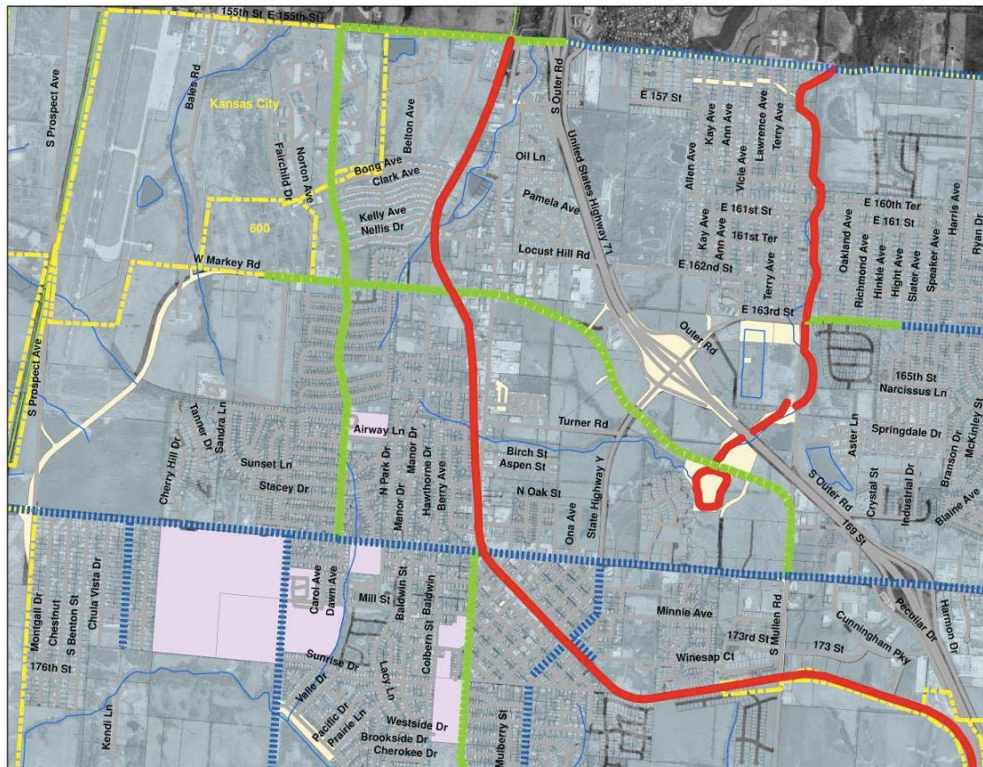 155th St E 155th St
S Prospect Ave
Bales Rd
Kansas City
Fairchild Dr
Norton Ave
Belton Ave
Bong Ave
Clark Ave
Kelly Ave
Nellis Dr
600
W Markey Rd
S Outer Rd
United States Highway 71
Oil Ln
Pamela Ave
Locust Hill Rd
E 157 St
Allen Ave
Kay Ave
Ann Ave
Vicie Ave
Lawrence Ave
Terry Ave
E 161st St
161st Ter
Kay Ave
Ann Ave
E 162nd St
Terry Ave
E 163rd St
Outer Rd
E 160th Ter
E 161 St
Oakland Ave
Richmond Ave
Hinkle Ave
Hight Ave
Slater Ave
Speaker Ave
Harris Ave
Ryan Dr
165th St
Narcissus Ln
Springdale Dr
Aster Ln
Crystal St
Industrial Dr
Branson Dr
McKinley St
Blaine Ave
S Prospect Ave
Cherry Hill Dr
Tanner Dr
Sandra Ln
Sunset Ln
Stacey Dr
Airway Ln
N Park Dr
Manor Dr
Manor Dr
Hawthorne Dr
Berry Ave
Turner Rd
Birch St
Aspen St
N Oak St
Ona Ave
State Highway Y
S Outer Rd
169 St
Montgall Dr
Chestnut
S Benton St
Chula Vista Dr
176th St
Kendi Ln
Carol Ave
Dawn Ave
Mill St
Baldwin St
Baldwin
Colbern St
Sunrise Dr
Valle Dr
Lacy Ln
Pacific Dr
Prairie Ln
Westside Dr
Brookside Dr
Cherokee Dr
Mulberry St
Minnie Ave
173rd St
Winesap Ct
S Mullen Rd
173 St
Cunningham Pky
Peculiar Dr
Harmon Dr